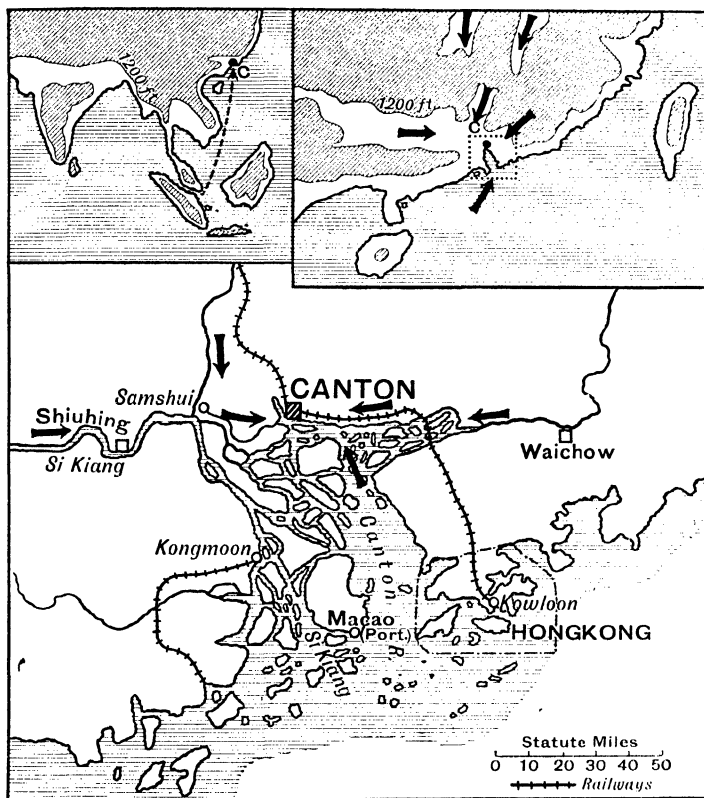 1200 ft.
C
1200 ft.
CANTON
Samshui
Shiuhing
Si Kiang
Waichow
Canton R.
Kongmoon
Kowloon
Macao
(Port.)
HONGKONG
Si Kiang
Statute Miles
0 10 20 30 40 50
Railways